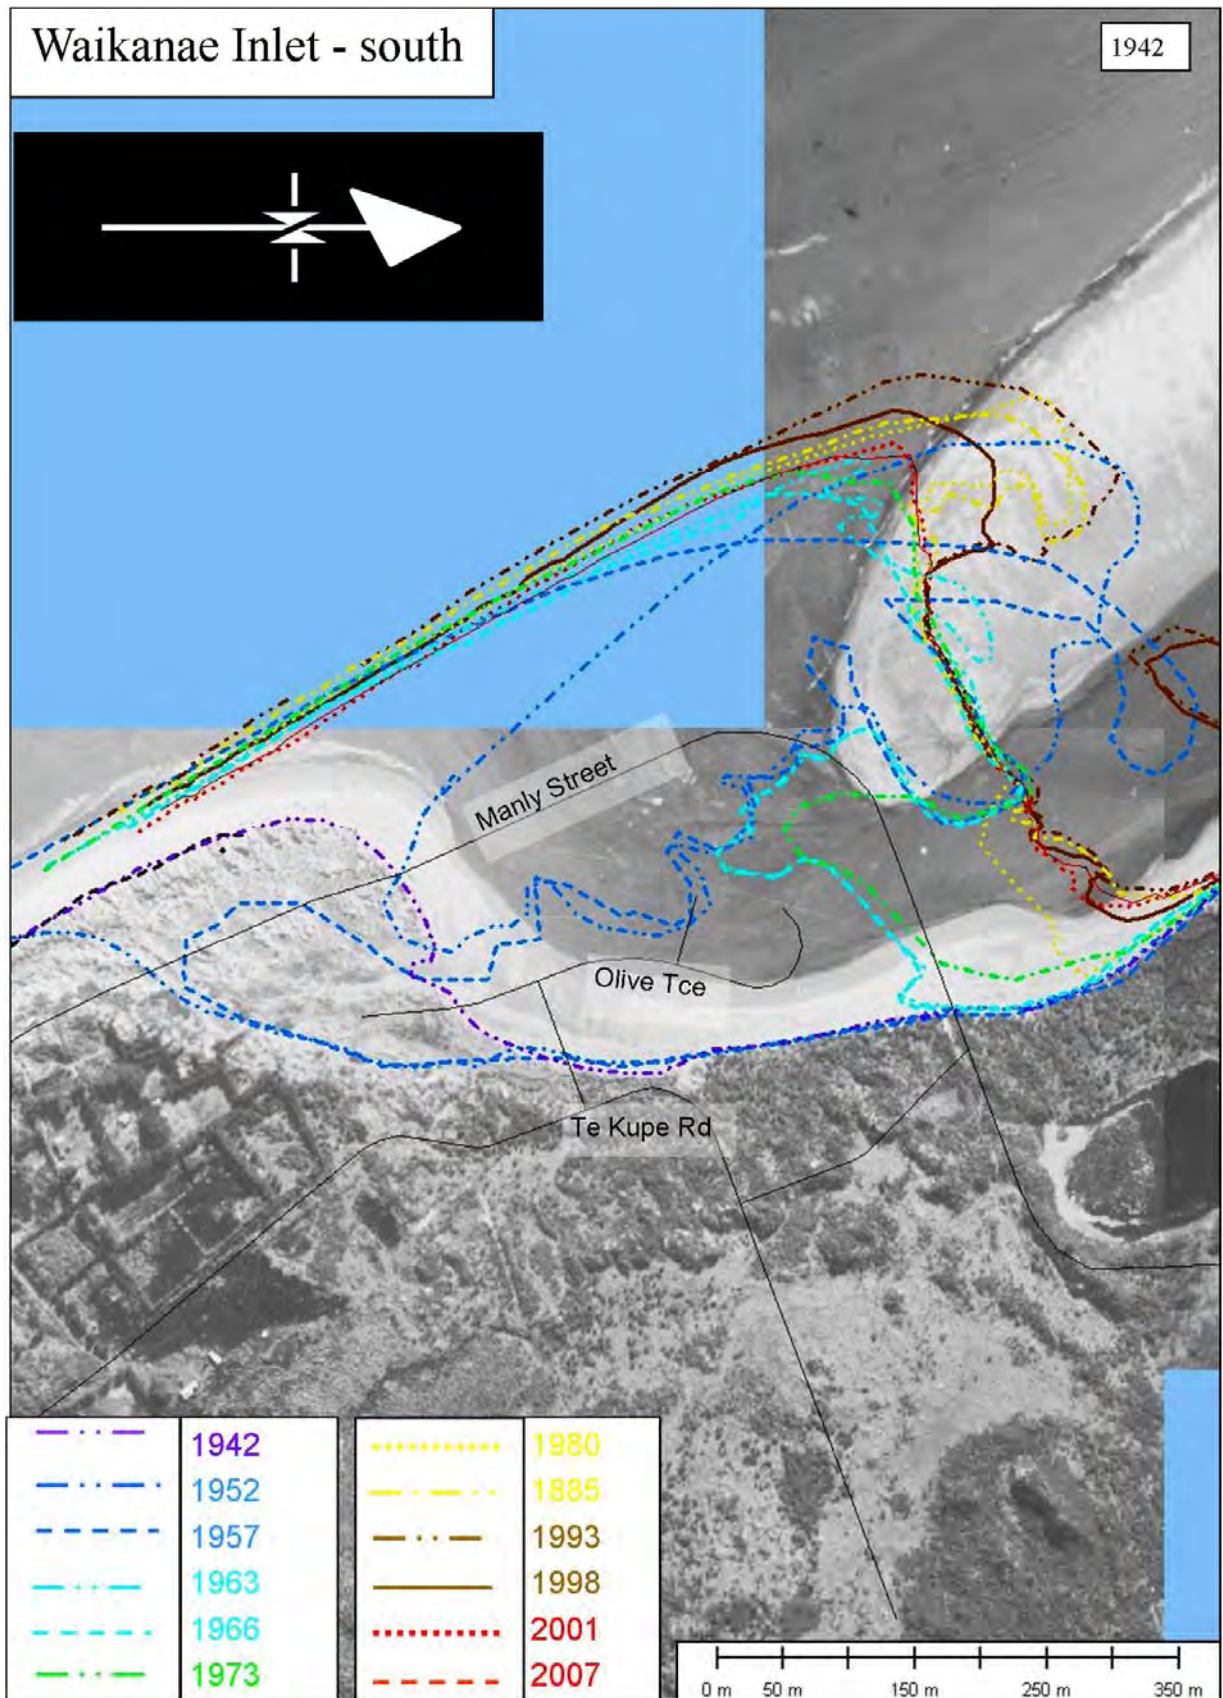 Waikanae Inlet - south
1942
Manly Street
Olive Tce
Te Kupe Rd
1942
1952
1957
1963
1966
1973
1980
1885
1993
1998
2001
2007
0 m 50 m 150 m 250 m 350 m